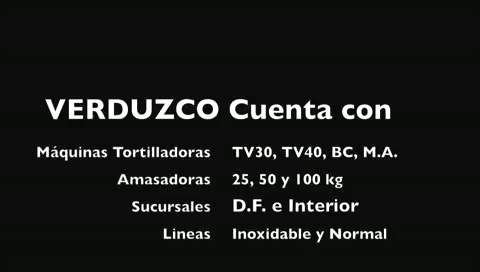 VERDUZCO Cuenta con
Máquinas Tortilladoras TV30, TV40, BC, M.A.
Amasadoras 25, 50 y 100 kg
Sucursales D.F. e Interior
Lineas Inoxidable y Normal